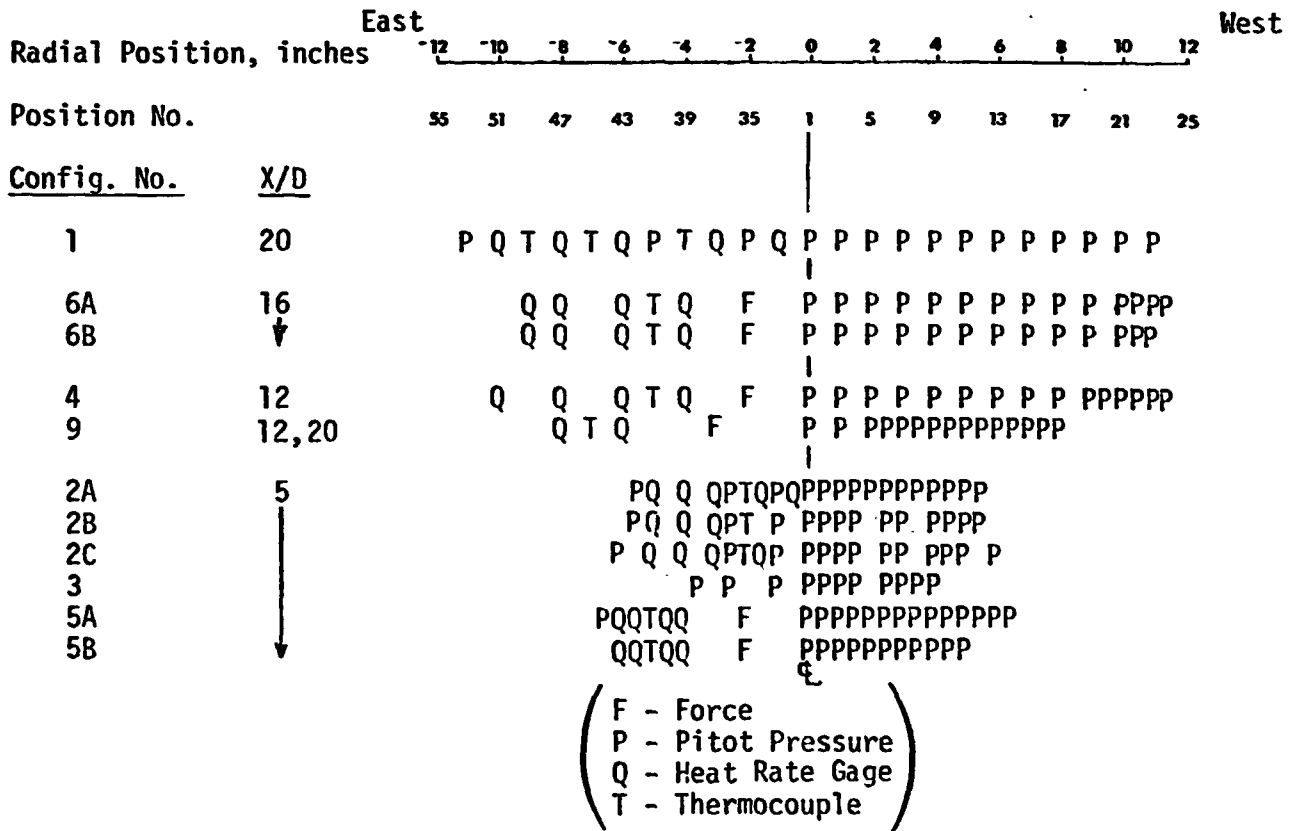 East West
Radial Position, inches -12 -10 -8 -6 -4 -2 0 2 4 6 8 10 12
Position No. 55 51 47 43 39 35 1 5 9 13 17 21 25
Config. No. X/D
1 20 P Q T Q T Q P T Q P Q P P P P P P P P P P P P
6A 16 Q Q Q T Q F P P P P P P P P P P PPPP
6B Q Q Q T Q F P P P P P P P P P P PPP
4 12 Q Q Q T Q F P P P P P P P P P PPPPPP
9 12,20 Q T Q F P P PPPPPPPPPPPPP
2A 5 PQ Q QPTQPQPPPPPPPPPPPPP
2B PQ Q QPT P PPPP PP PPPP
2C P Q Q QPTQP PPPP PP PPP P
3 P P P PPPP PPPP
5A PQQTQQ F PPPPPPPPPPPPPPP
5B QQTQQ F PPPPPPPPPPPP
℄
F - Force
P - Pitot Pressure
Q - Heat Rate Gage
T - Thermocouple